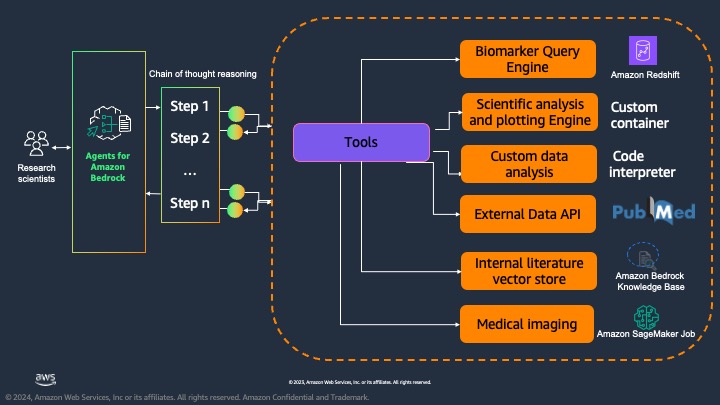 Chain of thought reasoning
Research
scientists
Agents for
Amazon
Bedrock
Step 1
Step 2
...
Step n
Tools
Biomarker Query
Engine
Amazon Redshift
Scientific analysis
and plotting Engine
Custom
container
Custom data
analysis
Code
interpreter
External Data API
PubMed
Internal literature
vector store
Amazon Bedrock
Knowledge Base
Medical imaging
Amazon SageMaker Job
aws
© 2023, Amazon Web Services, Inc. or its affiliates. All rights reserved.
© 2024, Amazon Web Services, Inc or its affiliates. All rights reserved. Amazon Confidential and Trademark.